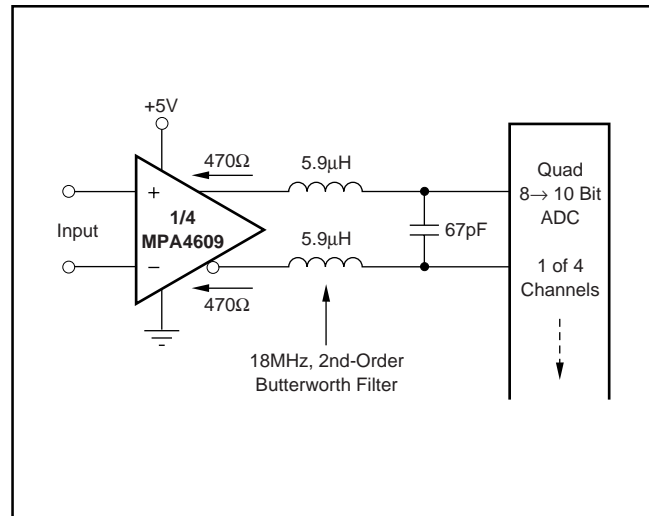 +5V
470Ω
5.9μH
Quad
8→ 10 Bit
ADC
+
1/4
MPA4609
Input
67pF
5.9μH
−
1 of 4
Channels
470Ω
18MHz, 2nd-Order
Butterworth Filter